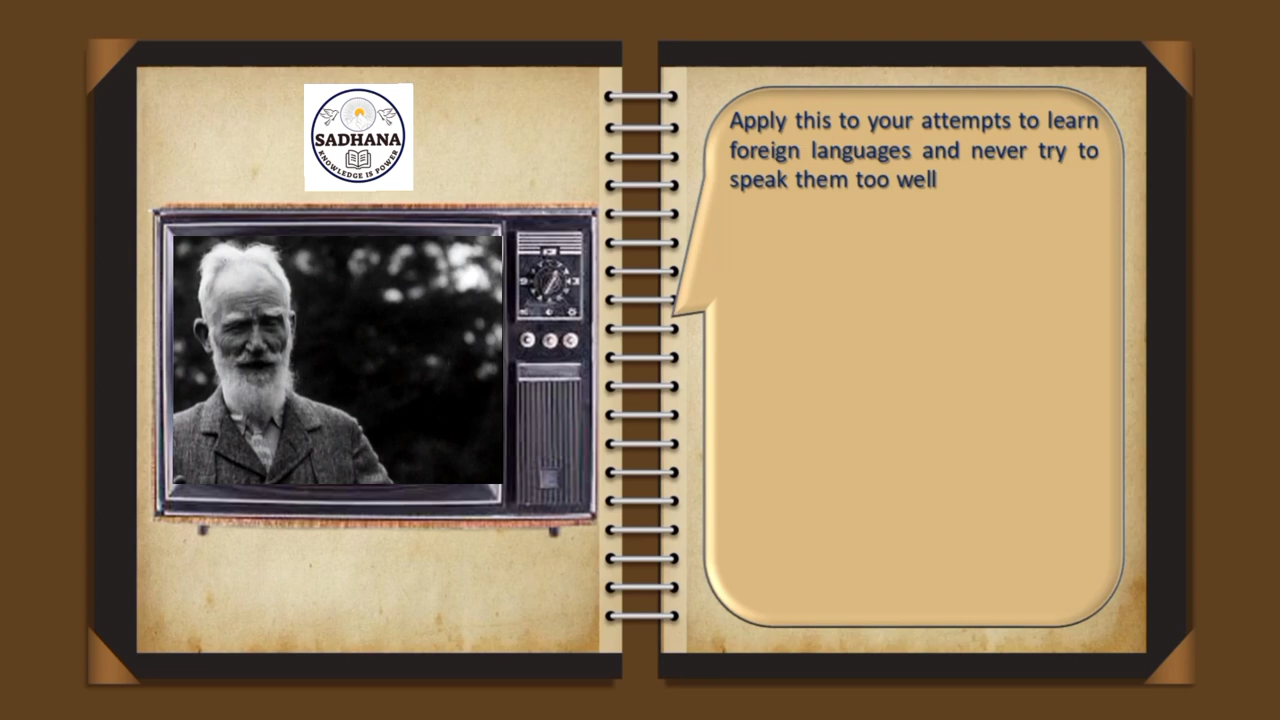 SADHANA
KNOWLEDGE IS POWER
Apply this to your attempts to learn
foreign languages and never try to
speak them too well